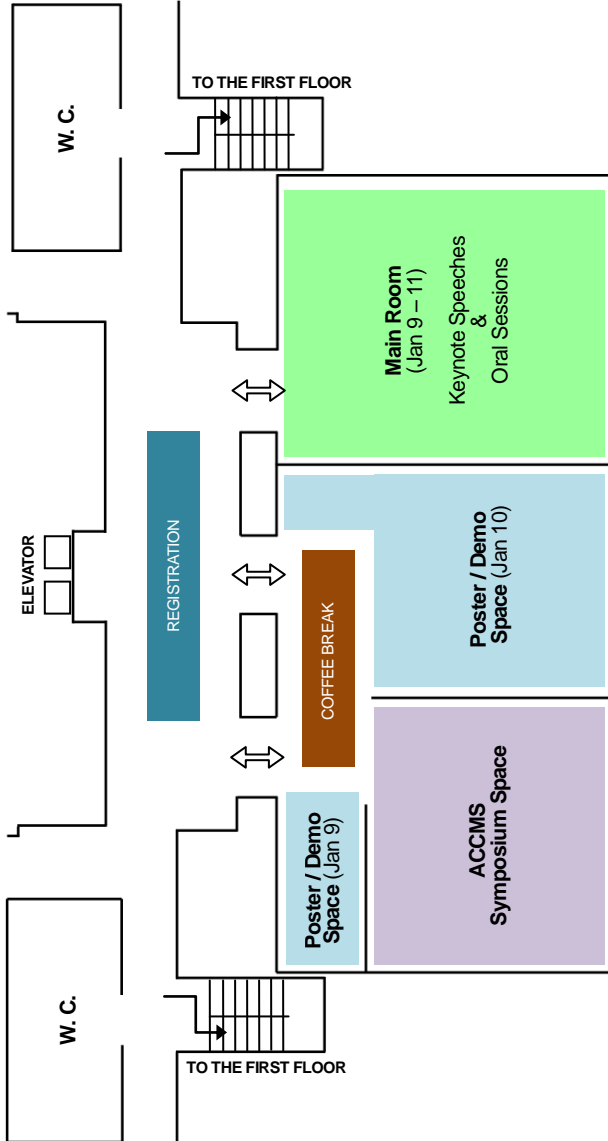 TO THE FIRST FLOOR
W. C.
Main Room
(Jan 9 – 11)
Keynote Speeches
&
Oral Sessions
REGISTRATION
ELEVATOR
Poster / Demo
Space (Jan 10)
COFFEE BREAK
Poster / Demo
Space (Jan 9)
ACCMS
Symposium Space
W. C.
TO THE FIRST FLOOR